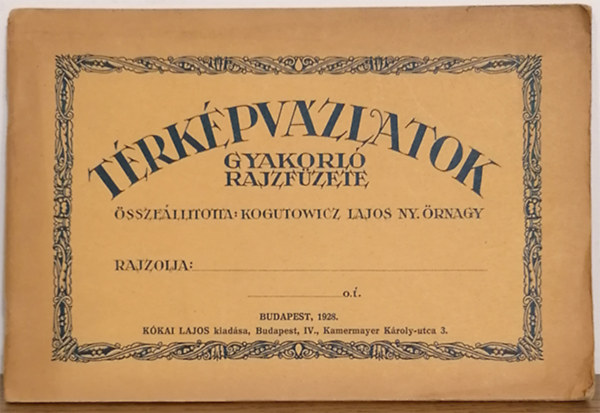 TÉRKÉPVÁZLATOK
GYAKORLÓ
RAJZFÜZETE
ÖSSZEÁLLITOTTA: KOGUTOWICZ LAJOS NY. ŐRNAGY
RAJZOLJA:
o.t.
BUDAPEST, 1928.
KÓKAI LAJOS kiadása, Budapest, IV., Kamermayer Károly-utca 3.